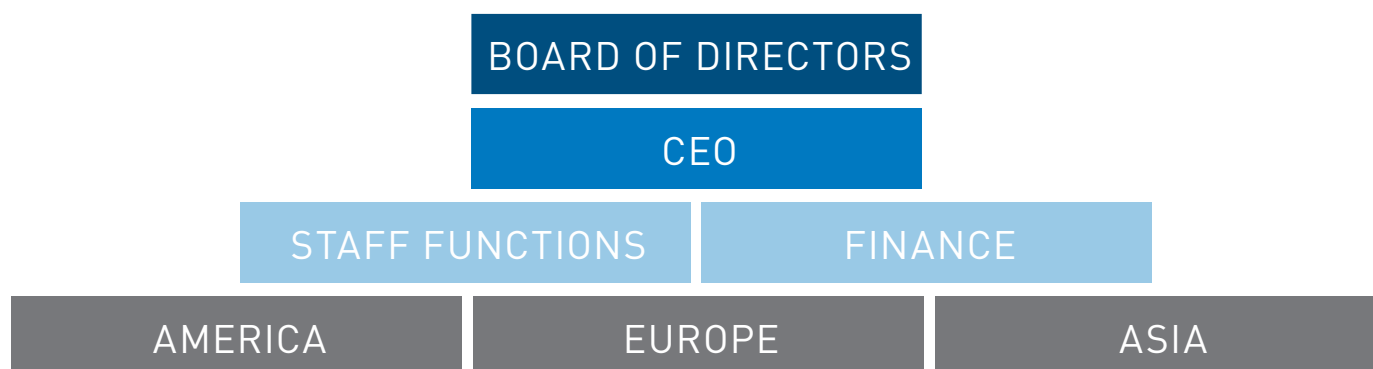 BOARD OF DIRECTORS
CEO
STAFF FUNCTIONS FINANCE
AMERICA EUROPE ASIA